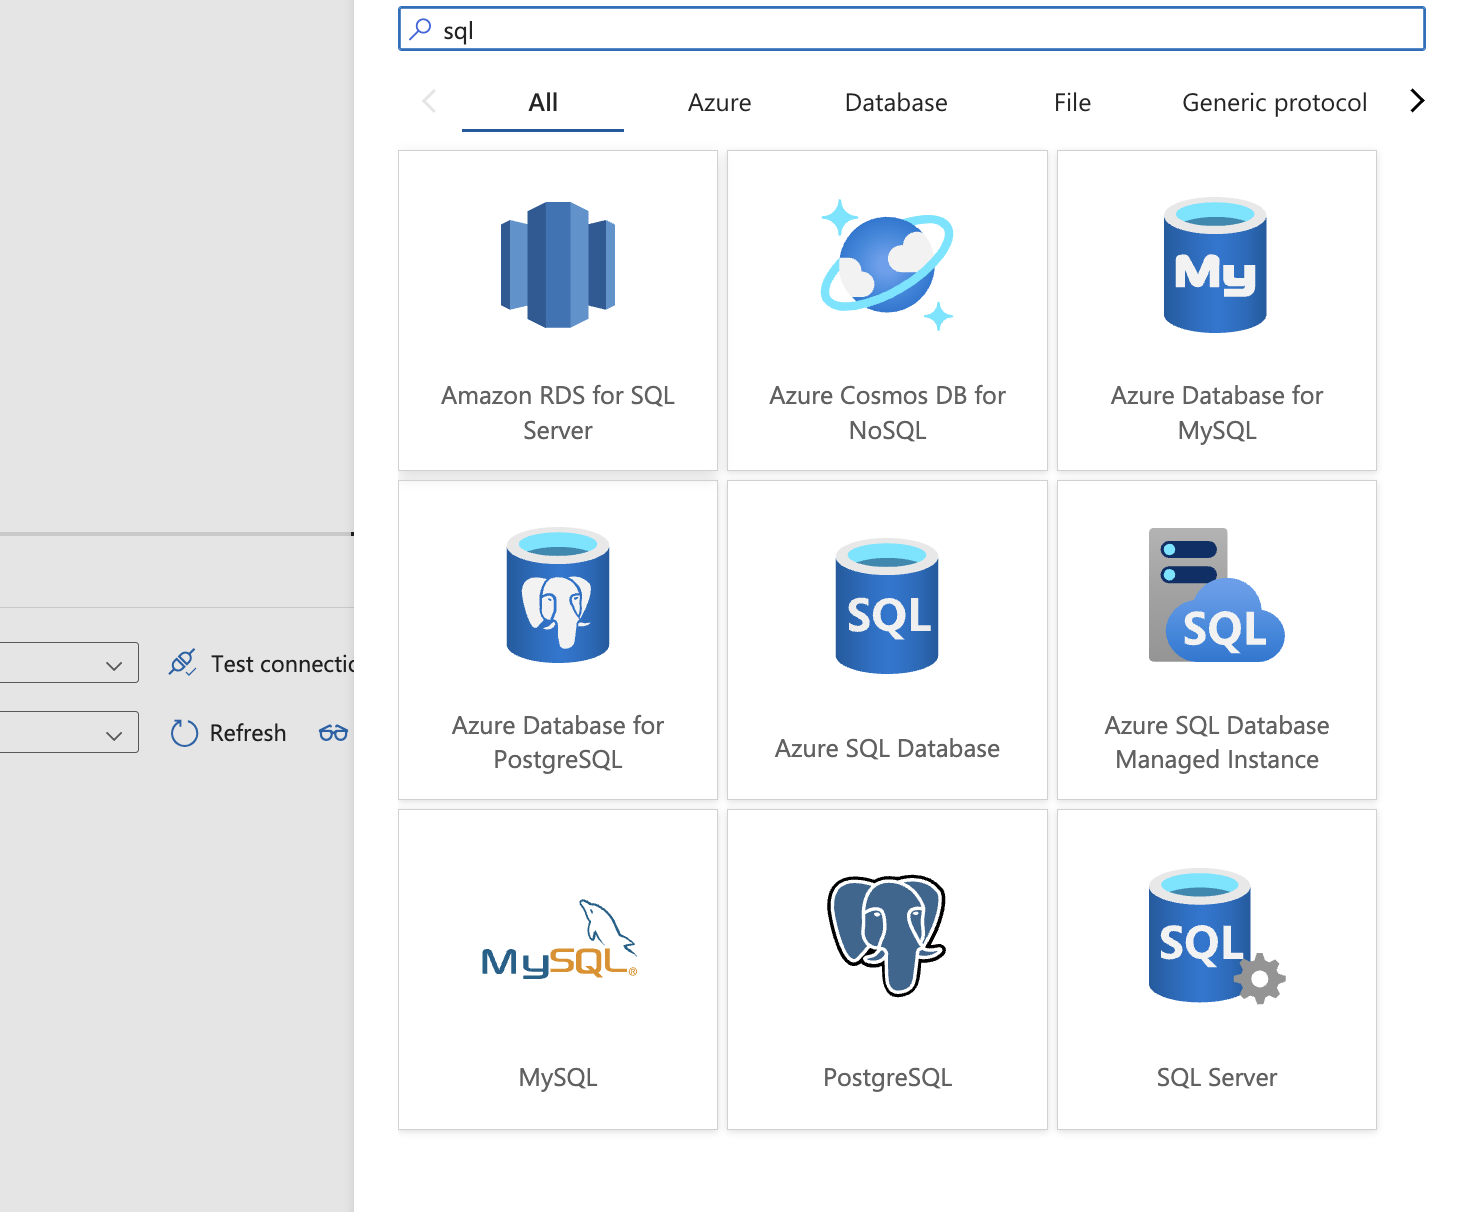 sql
All
Azure
Database
File
Generic protocol
Amazon RDS for SQL
Server
Azure Cosmos DB for
NoSQL
My
Azure Database for
MySQL
Azure Database for
PostgreSQL
SQL
Azure SQL Database
SQL
Azure SQL Database
Managed Instance
Test connectio
Refresh
MySQL®
MySQL
PostgreSQL
SQL
SQL Server